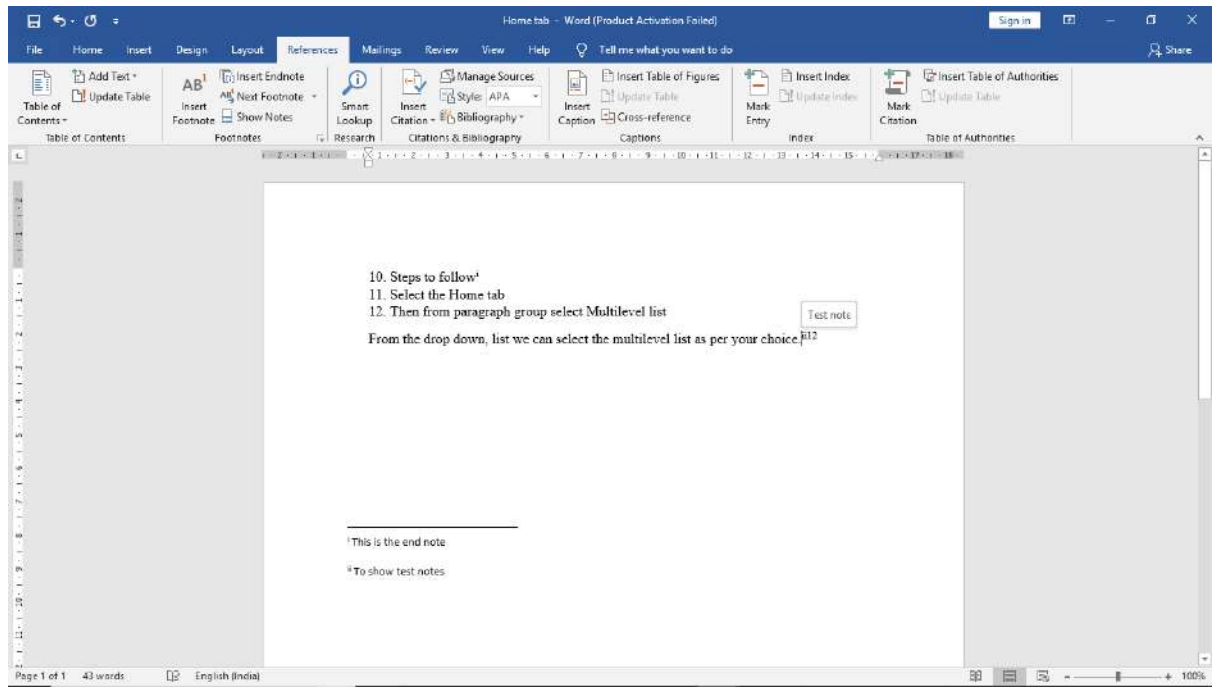 Home tab - Word (Product Activation Failed)
Sign in
File Home Insert Design Layout References Mailings Review View Help Tell me what you want to do Share
Table of Contents
Add Text
Update Table
Table of Contents
AB¹ Insert Footnote
Insert Endnote
Next Footnote
Show Notes
Footnotes
Smart Lookup
Research
Insert Citation
Manage Sources
Style: APA
Bibliography
Citations & Bibliography
Insert Caption
Insert Table of Figures
Update Table
Cross-reference
Captions
Mark Entry
Insert Index
Update Index
Index
Mark Citation
Insert Table of Authorities
Update Table
Table of Authorities
10. Steps to followⁱ
11. Select the Home tab
12. Then from paragraph group select Multilevel list
Test note
From the drop down, list we can select the multilevel list as per your choice.ⁱⁱ¹²
ⁱ This is the end note
ⁱⁱ To show test notes
Page 1 of 1 43 words English (India) 100%